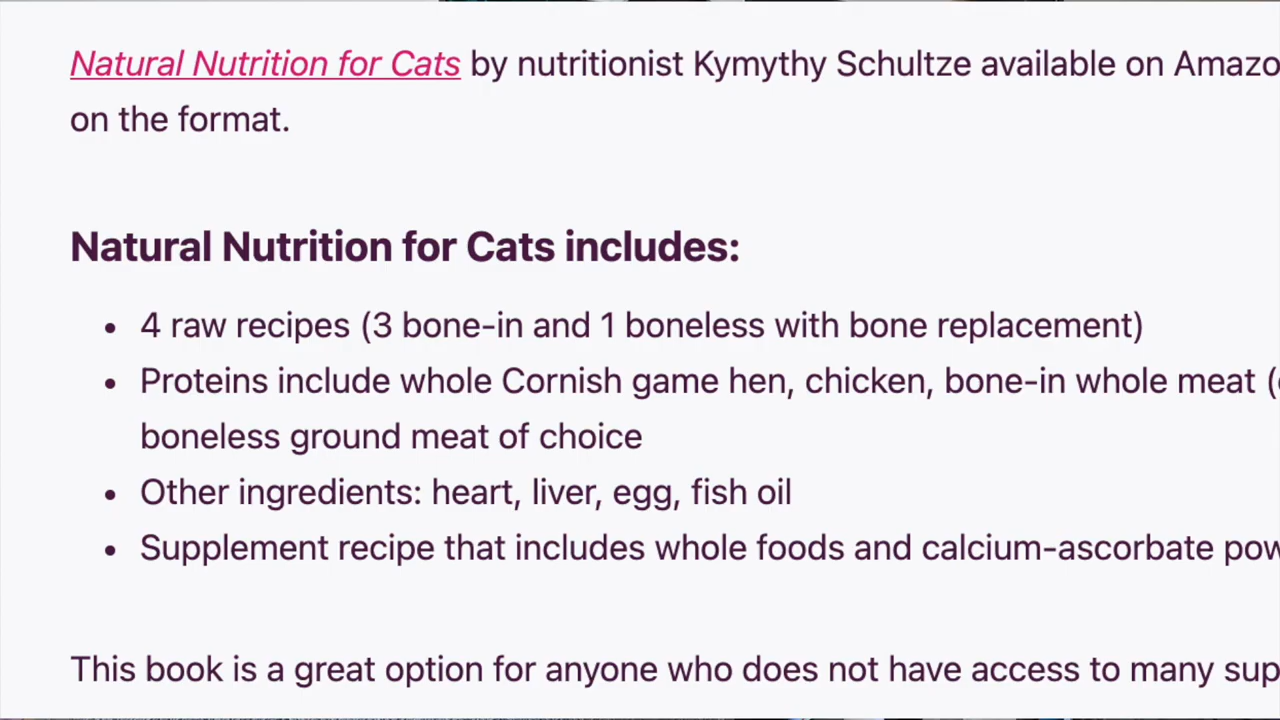 Natural Nutrition for Cats by nutritionist Kymythy Schultze available on Amazo
on the format.
Natural Nutrition for Cats includes:
• 4 raw recipes (3 bone-in and 1 boneless with bone replacement)
• Proteins include whole Cornish game hen, chicken, bone-in whole meat (
boneless ground meat of choice
• Other ingredients: heart, liver, egg, fish oil
• Supplement recipe that includes whole foods and calcium-ascorbate pow
This book is a great option for anyone who does not have access to many sup